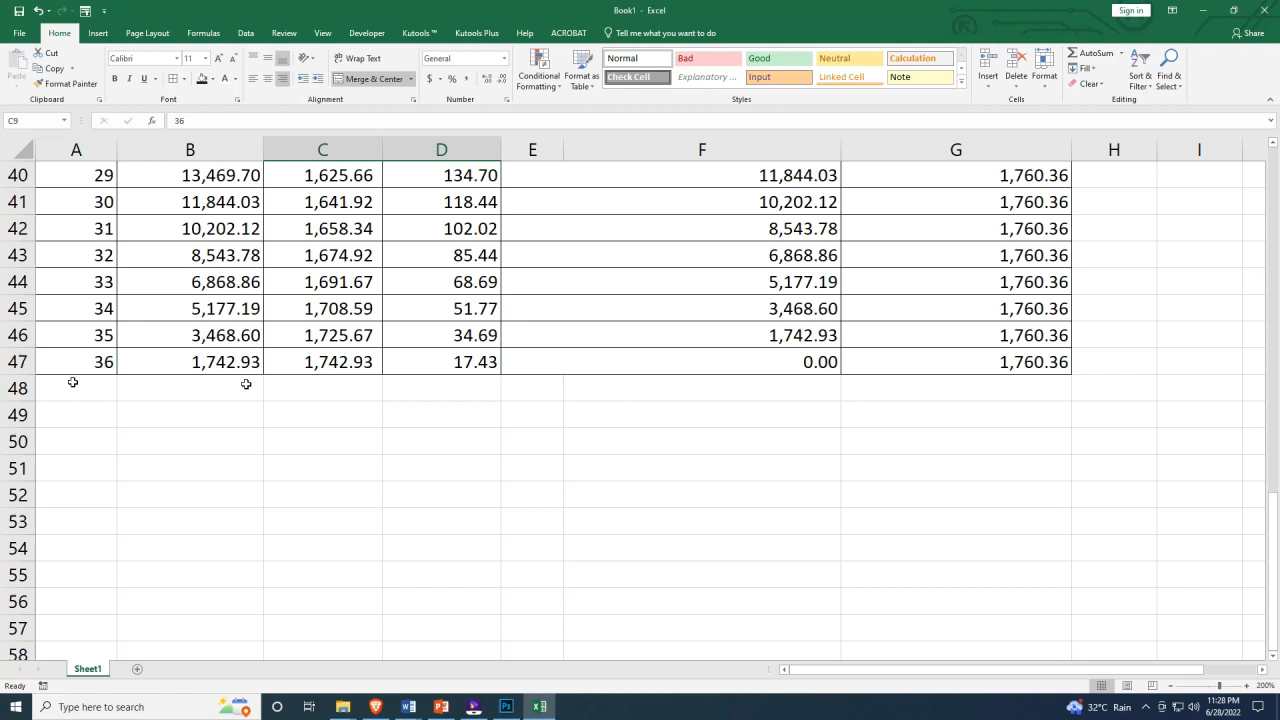 Book1 - Excel
Sign in
File Home Insert Page Layout Formulas Data Review View Developer Kutools ™ Kutools Plus Help ACROBAT Tell me what you want to do Share
Paste Cut Copy Format Painter Clipboard
Calibri 11 B I U Font
Wrap Text Merge & Center Alignment
General $ % Number
Conditional Formatting Format as Table
Normal Bad Good Neutral Calculation
Check Cell Explanatory ... Input Linked Cell Note
Styles
Insert Delete Format Cells
AutoSum Fill Clear Sort & Filter Find & Select Editing
C9 fx 36
A B C D E F G H I
40 29 13,469.70 1,625.66 134.70 11,844.03 1,760.36
41 30 11,844.03 1,641.92 118.44 10,202.12 1,760.36
42 31 10,202.12 1,658.34 102.02 8,543.78 1,760.36
43 32 8,543.78 1,674.92 85.44 6,868.86 1,760.36
44 33 6,868.86 1,691.67 68.69 5,177.19 1,760.36
45 34 5,177.19 1,708.59 51.77 3,468.60 1,760.36
46 35 3,468.60 1,725.67 34.69 1,742.93 1,760.36
47 36 1,742.93 1,742.93 17.43 0.00 1,760.36
48
49
50
51
52
53
54
55
56
57
58
Sheet1
Ready 200%
Type here to search 32°C Rain 11:28 PM
6/28/2022